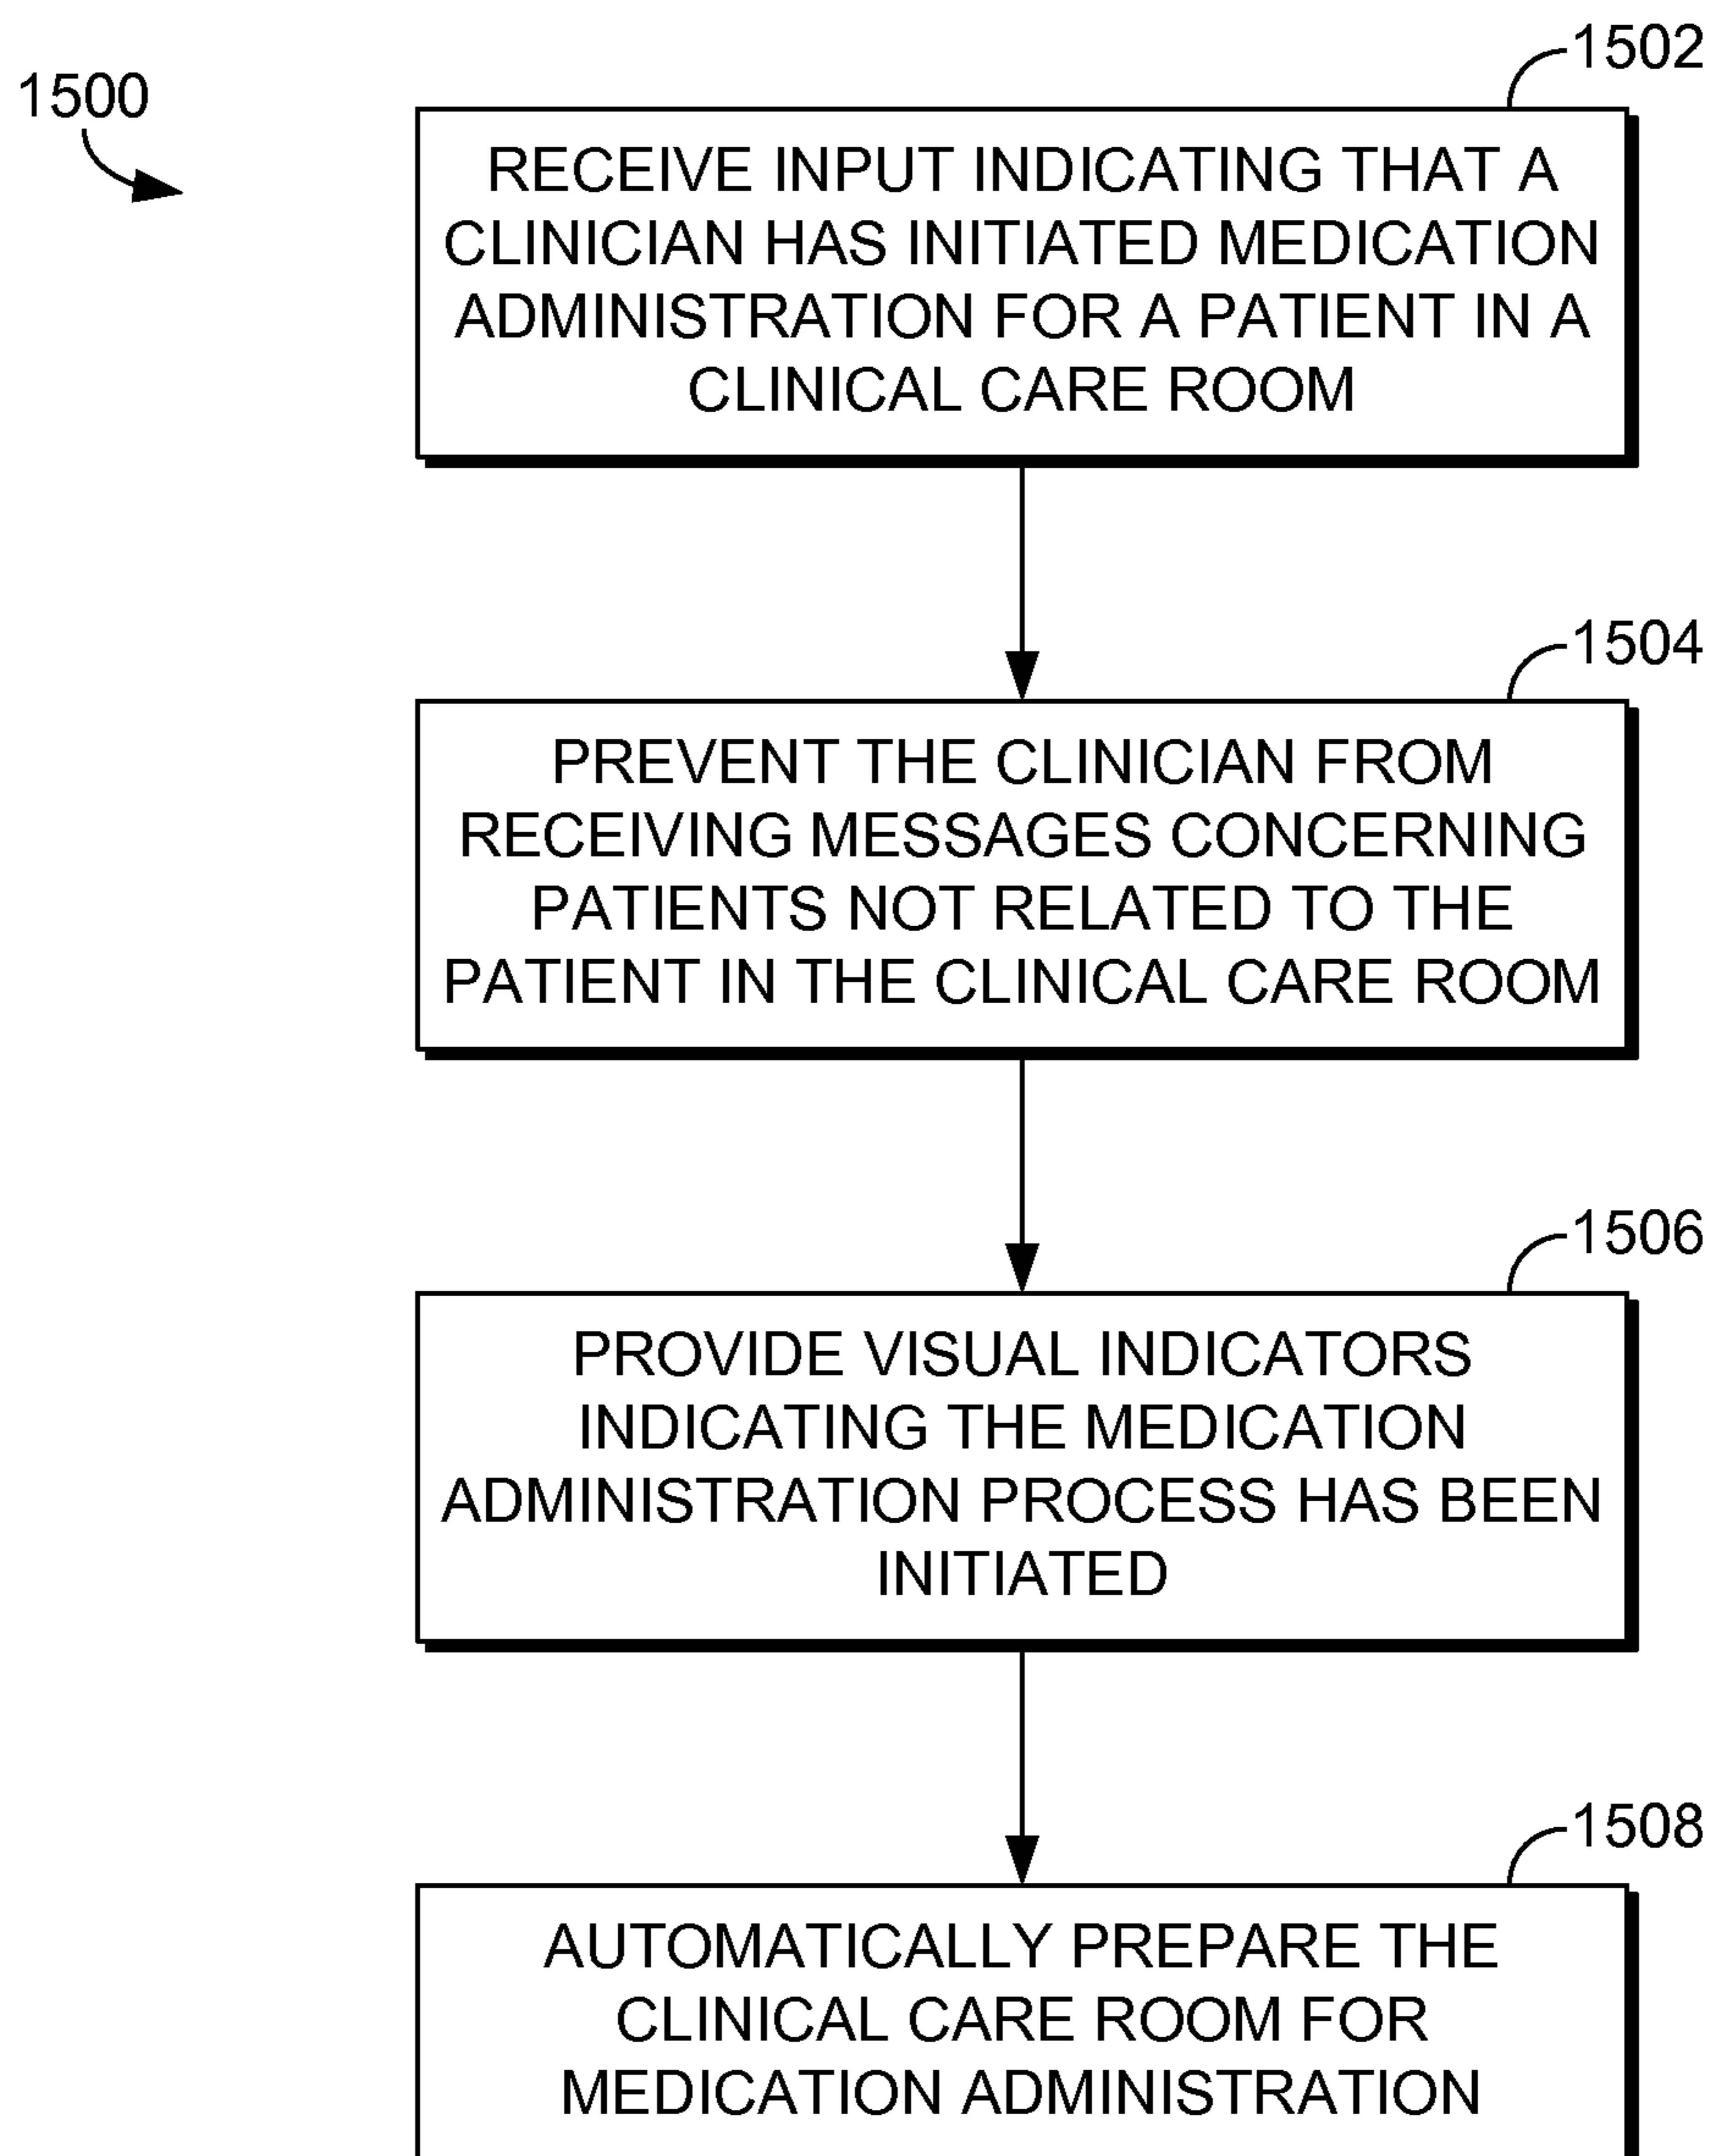 1500
1502
RECEIVE INPUT INDICATING THAT A
CLINICIAN HAS INITIATED MEDICATION
ADMINISTRATION FOR A PATIENT IN A
CLINICAL CARE ROOM
1504
PREVENT THE CLINICIAN FROM
RECEIVING MESSAGES CONCERNING
PATIENTS NOT RELATED TO THE
PATIENT IN THE CLINICAL CARE ROOM
1506
PROVIDE VISUAL INDICATORS
INDICATING THE MEDICATION
ADMINISTRATION PROCESS HAS BEEN
INITIATED
1508
AUTOMATICALLY PREPARE THE
CLINICAL CARE ROOM FOR
MEDICATION ADMINISTRATION